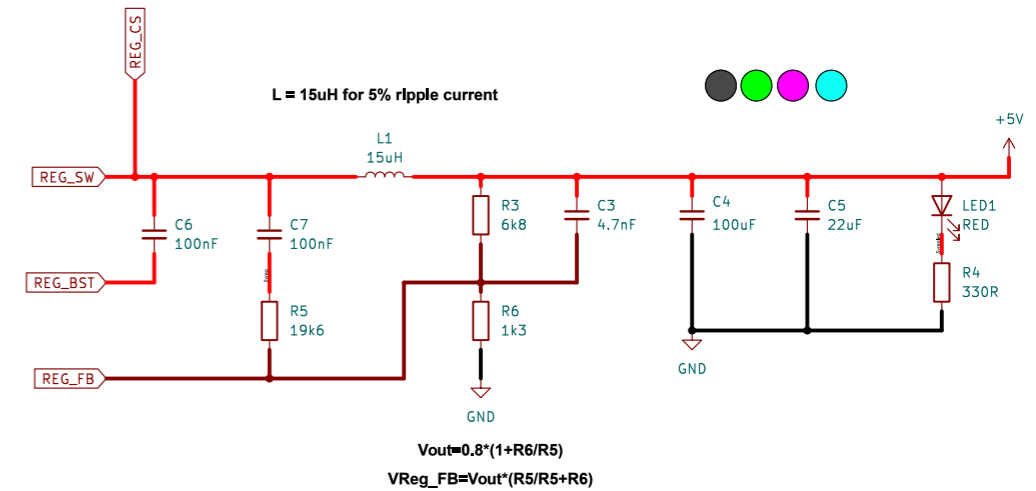 REG_CS
L = 15uH for 5% ripple current
+5V
L1
15uH
REG_SW
C6
100nF
C7
100nF
R3
6k8
C3
4.7nF
C4
100uF
C5
22uF
LED1
RED
REG_BST
R4
330R
R5
19k6
R6
1k3
REG_FB
GND
GND
Vout=0.8*(1+R6/R5)
VReg_FB=Vout*(R5/R5+R6)